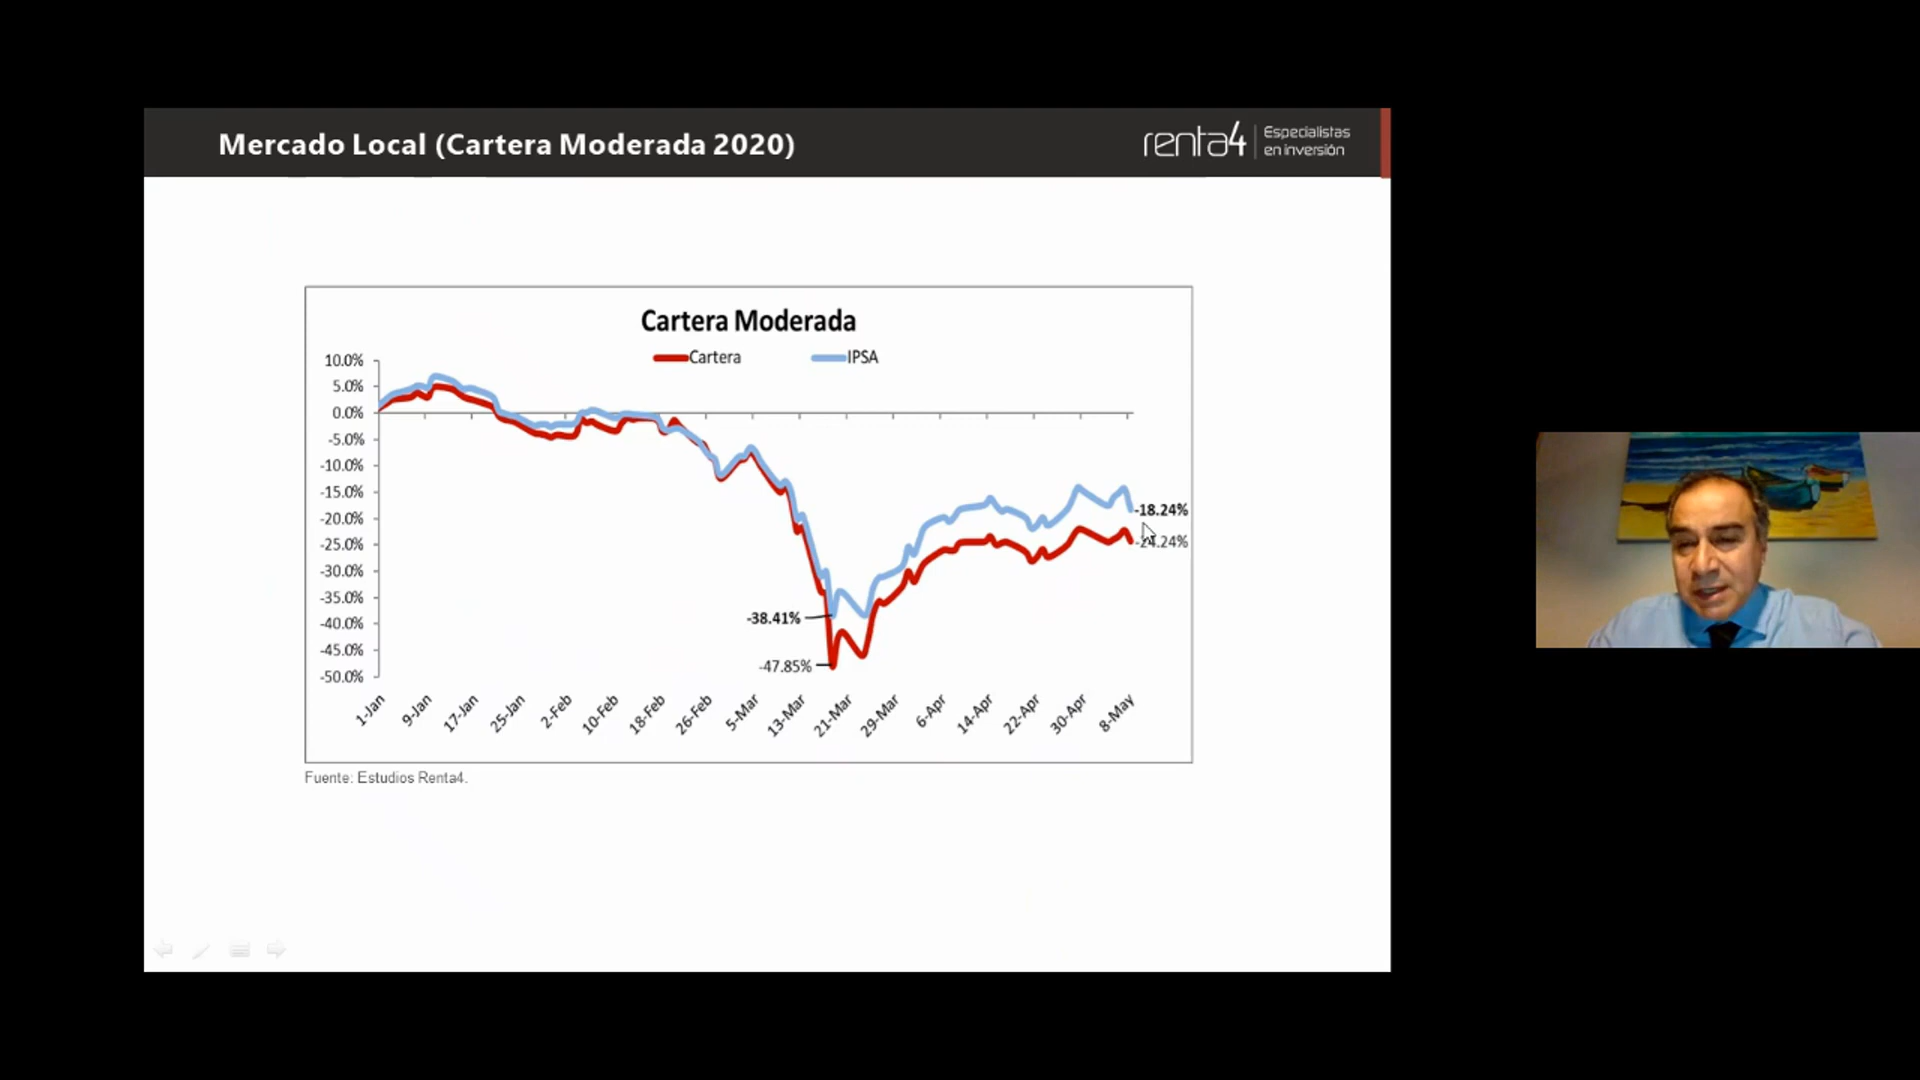 Mercado Local (Cartera Moderada 2020)
renta4
Especialistas
en inversión
Cartera Moderada
Cartera
IPSA
10.0%
5.0%
0.0%
-5.0%
-10.0%
-15.0%
-20.0%
-25.0%
-30.0%
-35.0%
-40.0%
-45.0%
-50.0%
-18.24%
-24.24%
-38.41%
-47.85%
1-Jan
9-Jan
17-Jan
25-Jan
2-Feb
10-Feb
18-Feb
26-Feb
5-Mar
13-Mar
21-Mar
29-Mar
6-Apr
14-Apr
22-Apr
30-Apr
8-May
Fuente: Estudios Renta4.